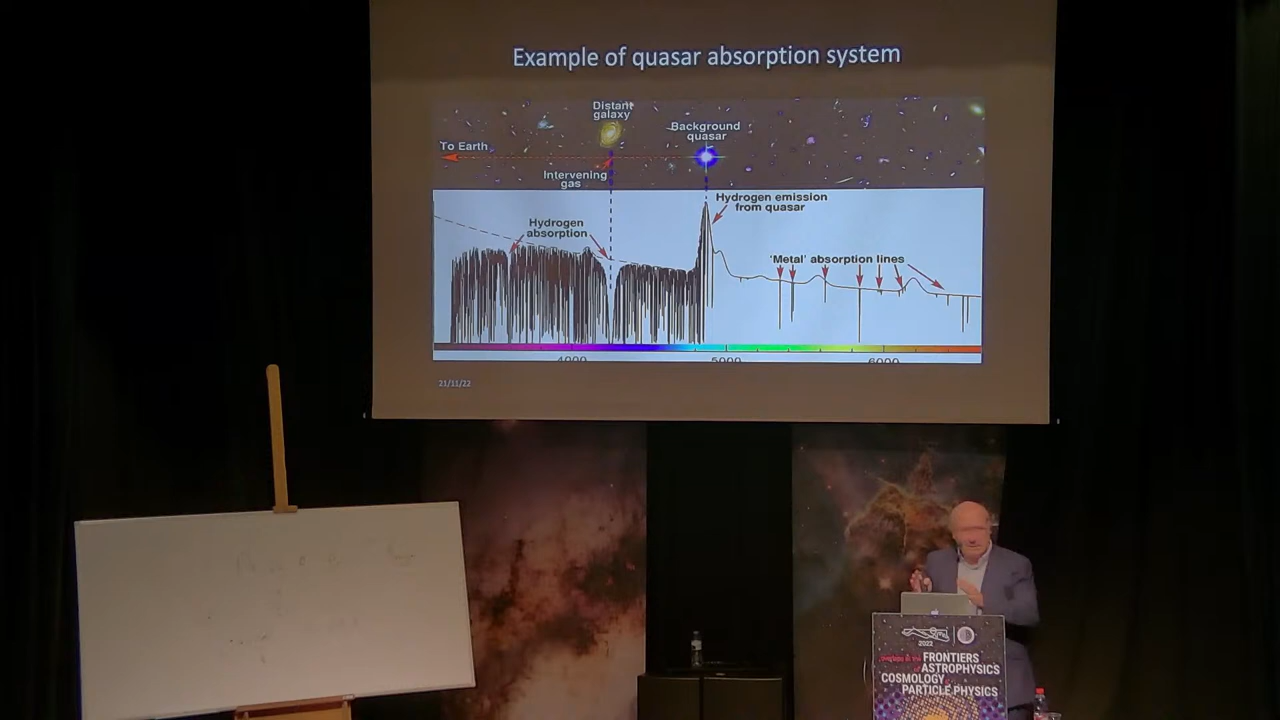 Example of quasar absorption system
Distant
galaxy
Background
quasar
To Earth
Intervening
gas
Hydrogen emission
from quasar
Hydrogen
absorption
'Metal' absorption lines
4000
5000
6000
21/11/22
2022
FRONTIERS
ASTROPHYSICS
COSMOLOGY
PARTICLE PHYSICS